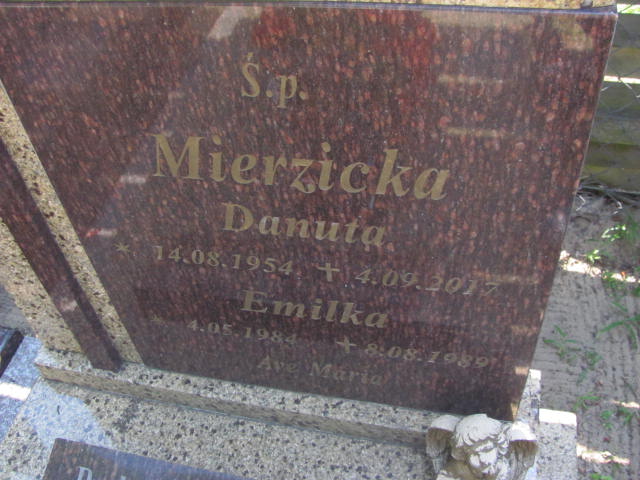 Ś.p.
Mierzicka
Danuta
* 14.08.1954 + 4.09.2017
Emilka
* 4.05.1984 + 8.08.1989
Ave Maria